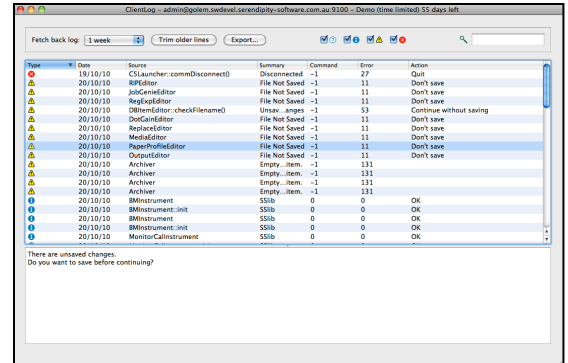 ClientLog - admin@golem.swdevel.serendipity-software.com.au:9100 - Demo (time limited) 55 days left
Fetch back log: 1 week Trim older lines Export...
Type Date Source Summary Command Error Action
19/10/10 CSLauncher::commDisconnect() Disconnected -1 27 Quit
20/10/10 RIPEditor File Not Saved -1 11 Don't save
20/10/10 JobGenieEditor File Not Saved -1 11 Don't save
20/10/10 RegExpEditor File Not Saved -1 11 Don't save
20/10/10 DBItemEditor::checkFilename() Unsav...anges -1 53 Continue without saving
20/10/10 DotGainEditor File Not Saved -1 11 Don't save
20/10/10 ReplaceEditor File Not Saved -1 11 Don't save
20/10/10 MediaEditor File Not Saved -1 11 Don't save
20/10/10 PaperProfileEditor File Not Saved -1 11 Don't save
20/10/10 OutputEditor File Not Saved -1 11 Don't save
20/10/10 Archiver Empty...item. -1 131
20/10/10 Archiver Empty...item. -1 131
20/10/10 Archiver Empty...item. -1 131
20/10/10 BMInstrument SSlib 0 0 OK
20/10/10 BMInstrument::init SSlib 0 0 OK
20/10/10 BMInstrument SSlib 0 0 OK
20/10/10 BMInstrument::init SSlib 0 0 OK
20/10/10 MonitorCalInstrument SSlib 0 0 OK
There are unsaved changes.
Do you want to save before continuing?